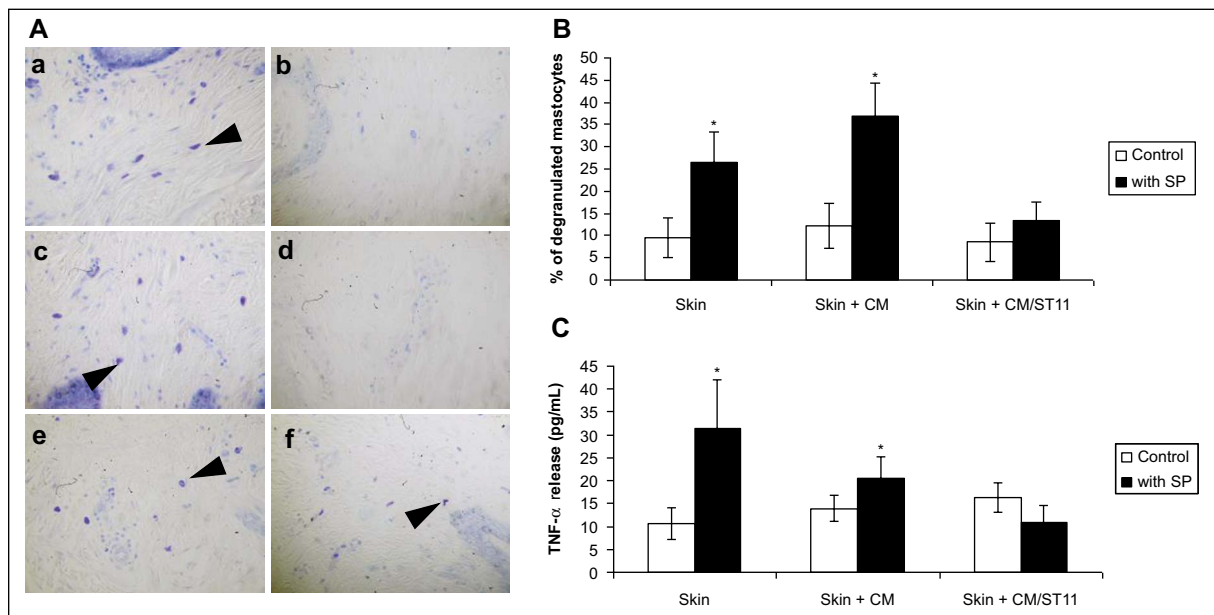 A
a
b
c
d
e
f
B
% of degranulated mastocytes
50
45
40
35
30
25
20
15
10
5
0
*
*
Skin
Skin + CM
Skin + CM/ST11
Control
with SP
C
TNF-α release (pg/mL)
45
40
35
30
25
20
15
10
5
0
*
*
Skin
Skin + CM
Skin + CM/ST11
Control
with SP